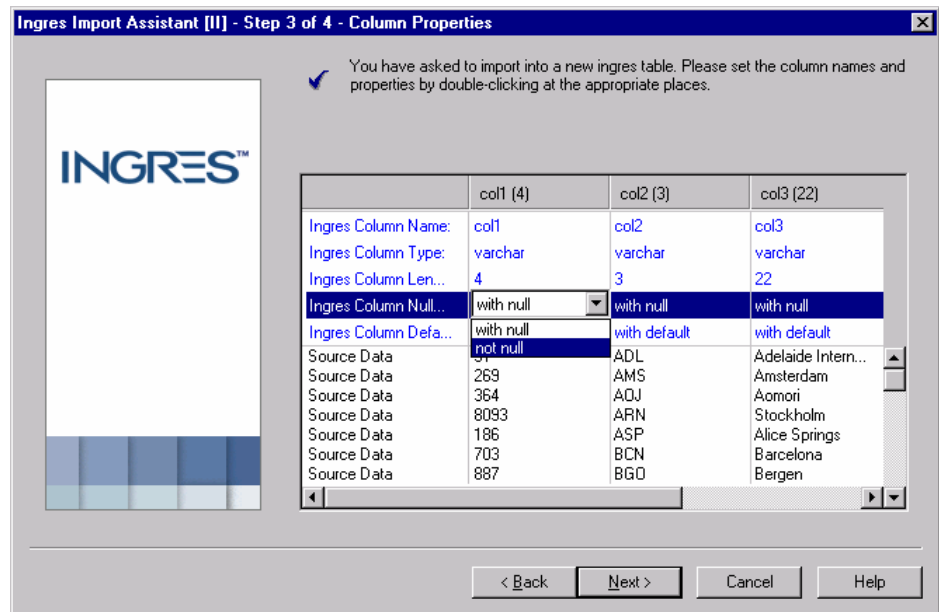 Ingres Import Assistant [II] - Step 3 of 4 - Column Properties
You have asked to import into a new ingres table. Please set the column names and
properties by double-clicking at the appropriate places.
INGRES™
col1 (4) col2 (3) col3 (22)
Ingres Column Name: col1 col2 col3
Ingres Column Type: varchar varchar varchar
Ingres Column Len... 4 3 22
Ingres Column Null... with null with null with null
with null
not null
Ingres Column Defa... with default with default
Source Data ADL Adelaide Intern...
Source Data 269 AMS Amsterdam
Source Data 364 AOJ Aomori
Source Data 8093 ARN Stockholm
Source Data 186 ASP Alice Springs
Source Data 703 BCN Barcelona
Source Data 887 BGO Bergen
< Back Next > Cancel Help